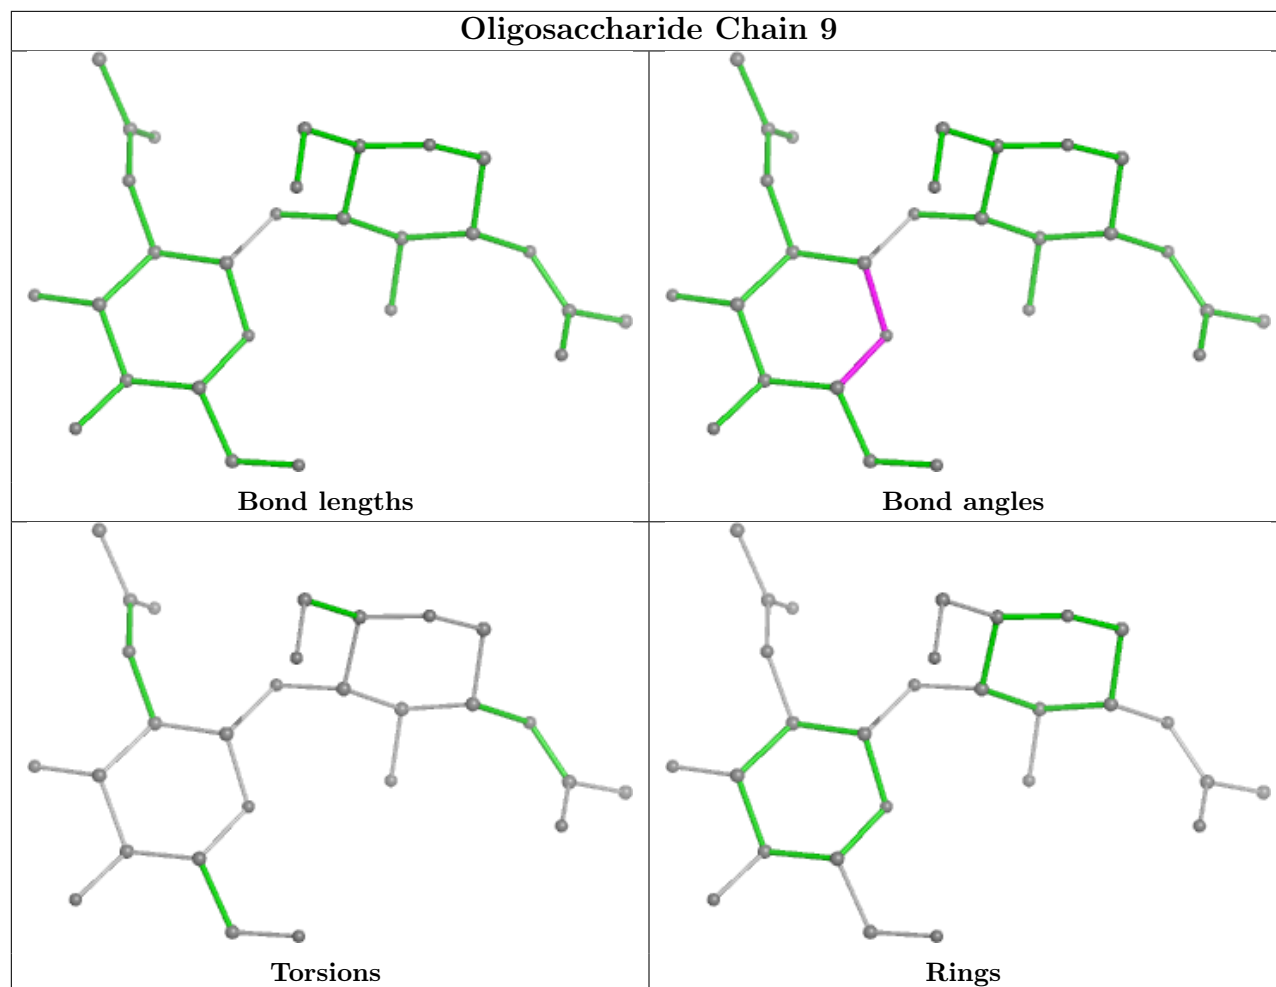 Oligosaccharide Chain 9
Bond lengths
Bond angles
Torsions
Rings